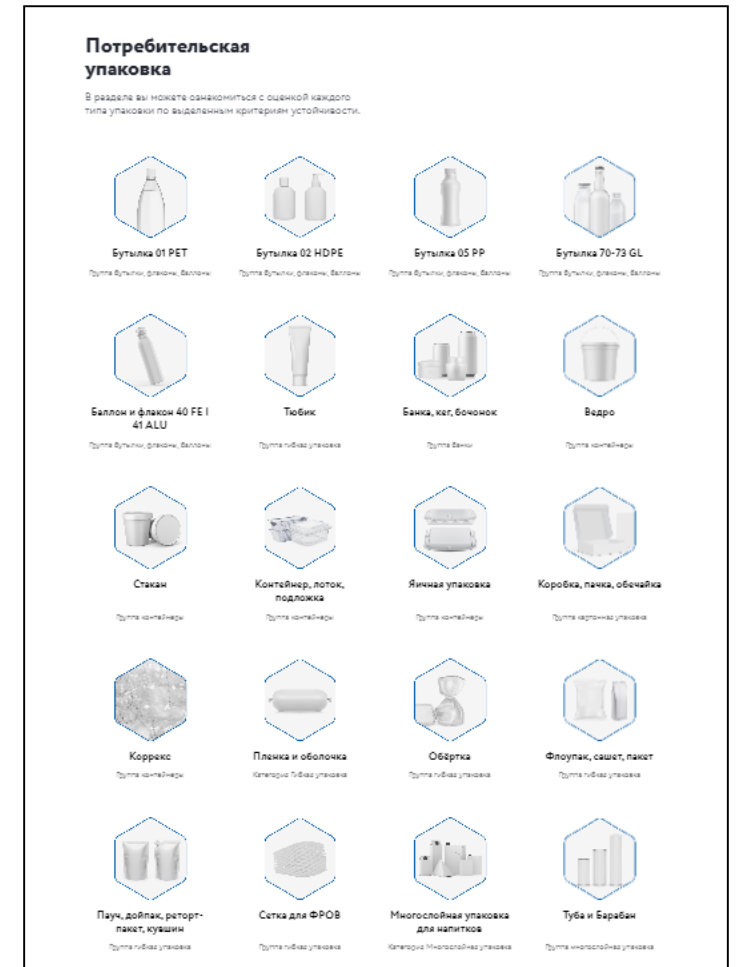 Потребительская
упаковка
В разделе вы можете ознакомиться с оценкой каждого
типа упаковки по выделенным критериям устойчивости.
Бутылка 01 PET
Бутылка 02 HDPE
Бутылка 05 PP
Бутылка 70-73 GL
Группа бутылки, флаконы, баллоны
Группа бутылки, флаконы, баллоны
Группа бутылки, флаконы, баллоны
Группа бутылки, флаконы, баллоны
Баллон и флакон 40 FE |
41 ALU
Тюбик
Банка, кег, бочонок
Ведро
Группа бутылки, флаконы, баллоны
Группа гибкая упаковка
Группа банки
Группа контейнеры
Стакан
Контейнер, лоток,
подложка
Яичная упаковка
Коробка, пачка, обечайка
Группа контейнеры
Группа контейнеры
Группа контейнеры
Группа картонная упаковка
Коррекс
Пленка и оболочка
Обёртка
Флоупак, сашет, пакет
Группа контейнеры
Категория Гибкая упаковка
Группа гибкая упаковка
Группа гибкая упаковка
Пауч, дойпак, реторт-
пакет, кувшин
Сетка для ФРОВ
Многослойная упаковка
для напитков
Туба и Барабан
Группа гибкая упаковка
Группа гибкая упаковка
Категория Многослойная упаковка
Группа многослойная упаковка